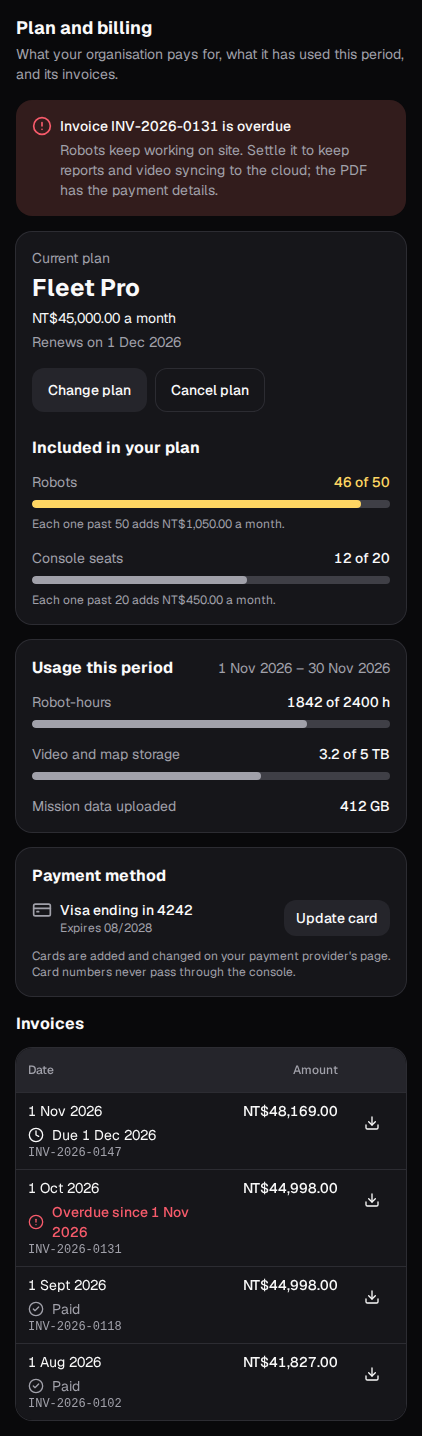 Plan and billing
What your organisation pays for, what it has used this period,
and its invoices.
Invoice INV-2026-0131 is overdue
Robots keep working on site. Settle it to keep
reports and video syncing to the cloud; the PDF
has the payment details.
Current plan
Fleet Pro
NT$45,000.00 a month
Renews on 1 Dec 2026
Change plan Cancel plan
Included in your plan
Robots 46 of 50
Each one past 50 adds NT$1,050.00 a month.
Console seats 12 of 20
Each one past 20 adds NT$450.00 a month.
Usage this period 1 Nov 2026 – 30 Nov 2026
Robot-hours 1842 of 2400 h
Video and map storage 3.2 of 5 TB
Mission data uploaded 412 GB
Payment method
Visa ending in 4242
Expires 08/2028
Update card
Cards are added and changed on your payment provider's page.
Card numbers never pass through the console.
Invoices
Date Amount
1 Nov 2026 NT$48,169.00
Due 1 Dec 2026
INV-2026-0147
1 Oct 2026 NT$44,998.00
Overdue since 1 Nov
2026
INV-2026-0131
1 Sept 2026 NT$44,998.00
Paid
INV-2026-0118
1 Aug 2026 NT$41,827.00
Paid
INV-2026-0102